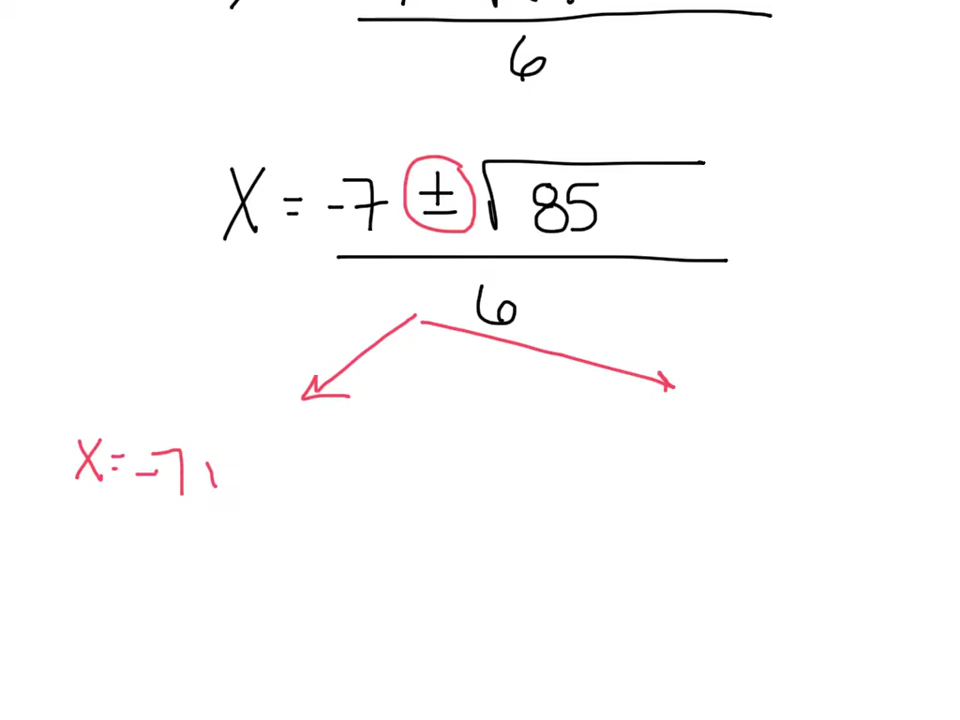 6
X = -7 ± √85
6
X = -7